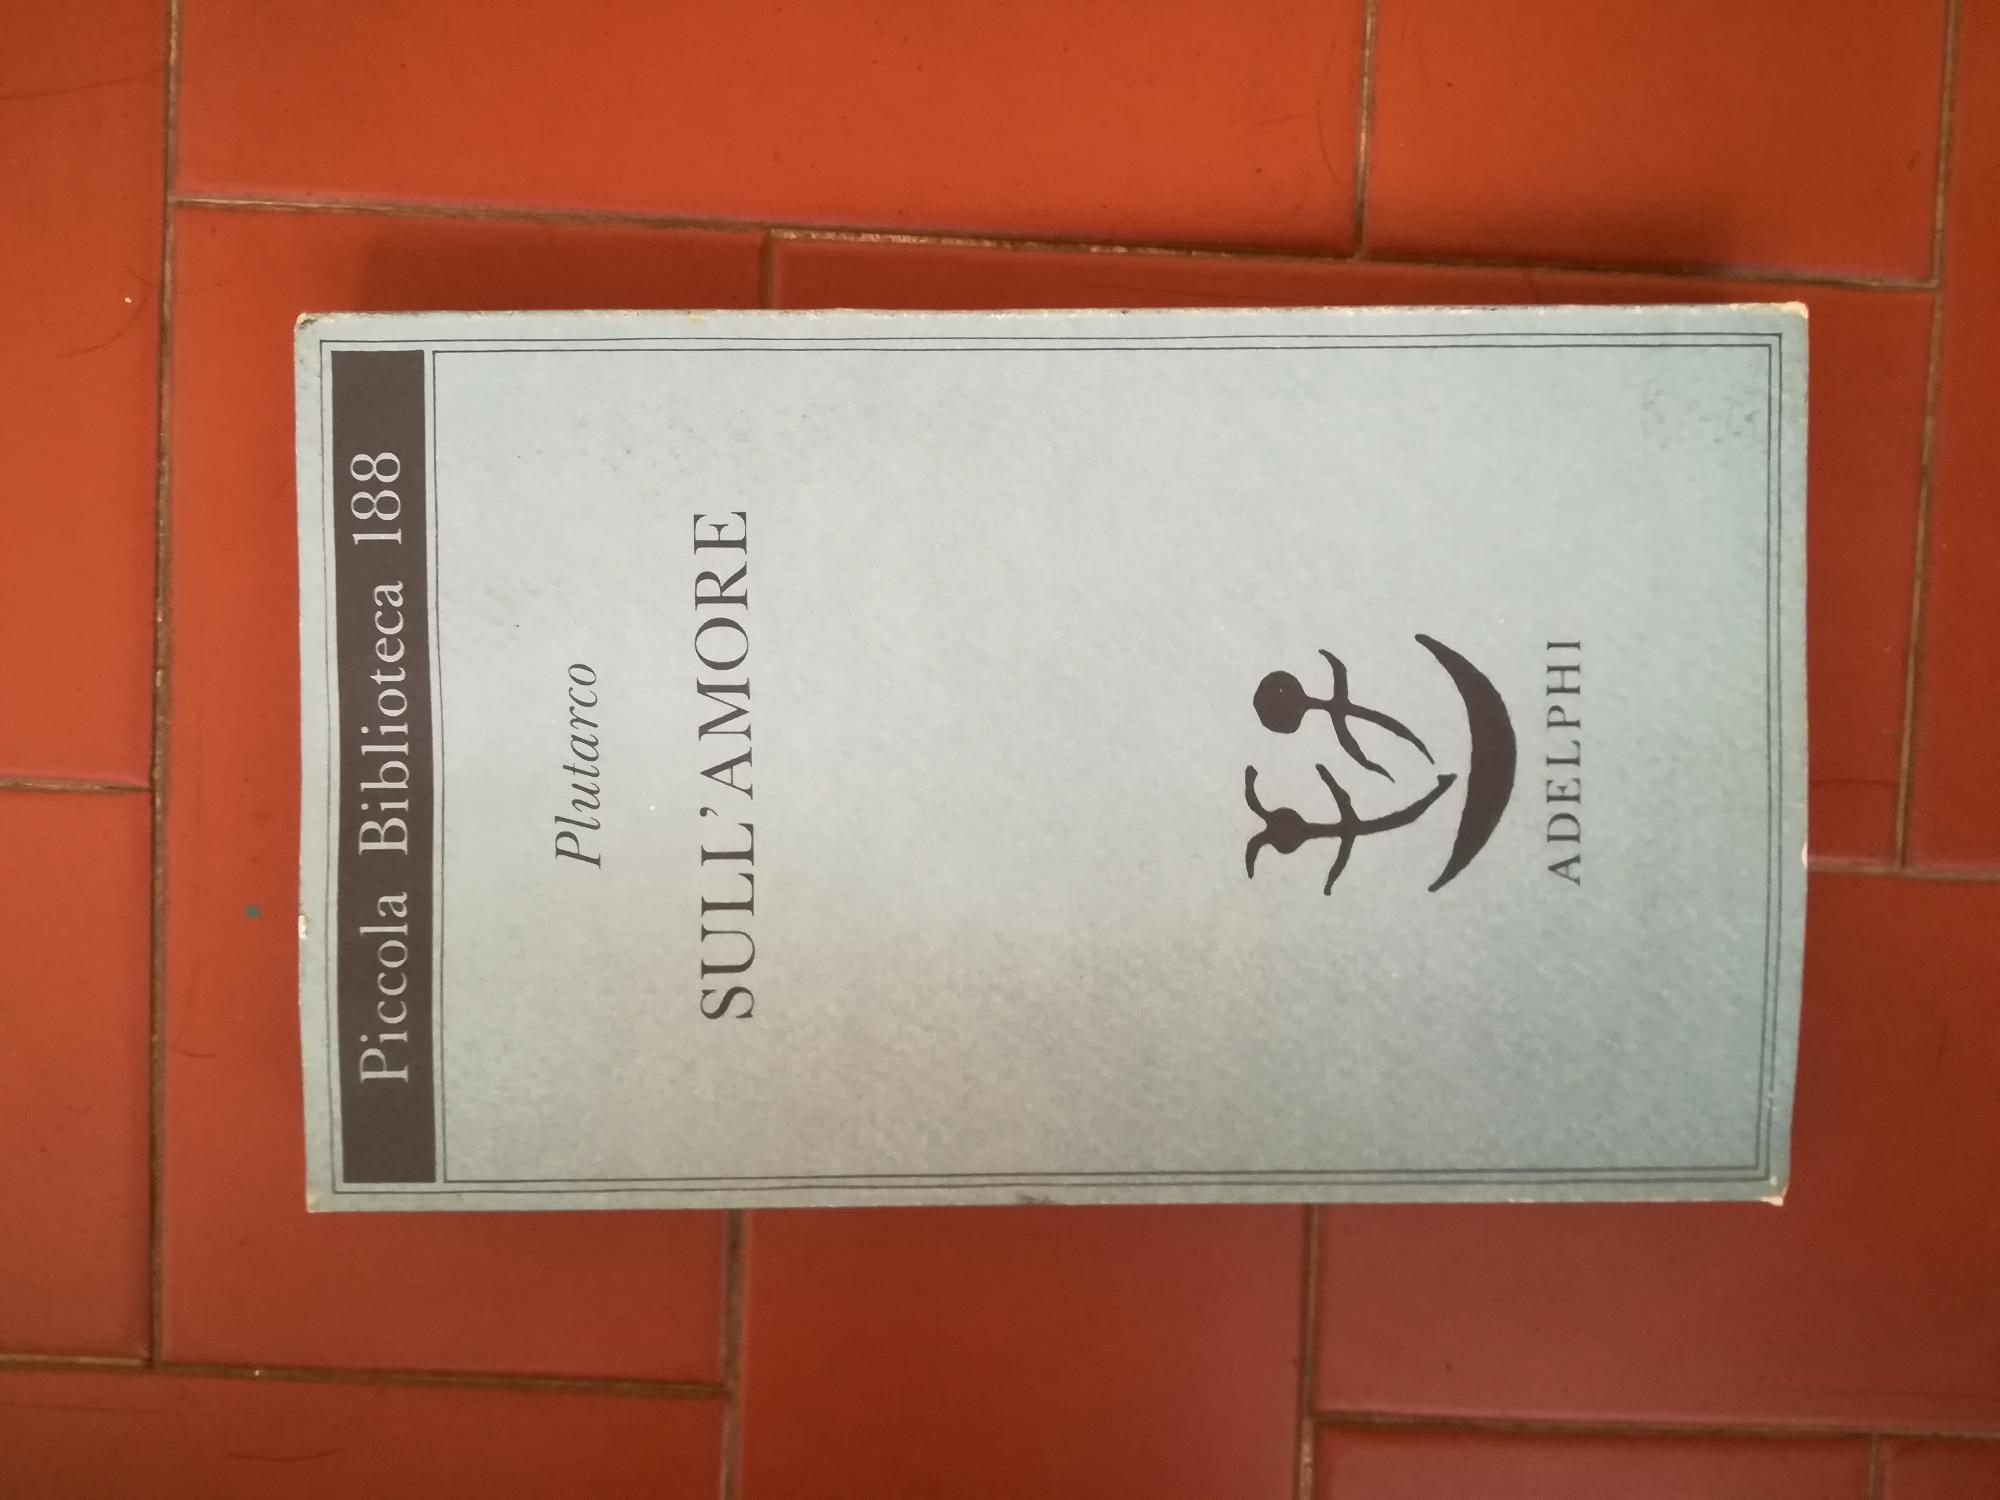 Piccola Biblioteca 188
Plutarco
SULL'AMORE
ADELPHI